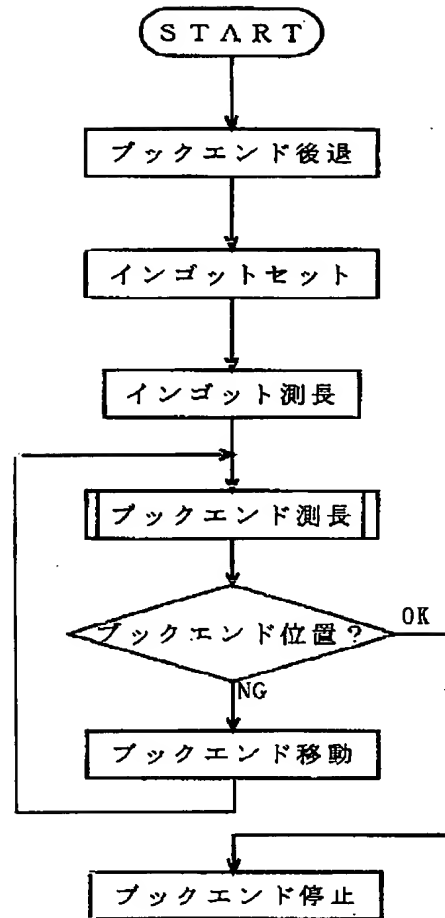 START
ブックエンド後退
インゴットセット
インゴット測長
ブックエンド測長
ブックエンド位置?
OK
NG
ブックエンド移動
ブックエンド停止